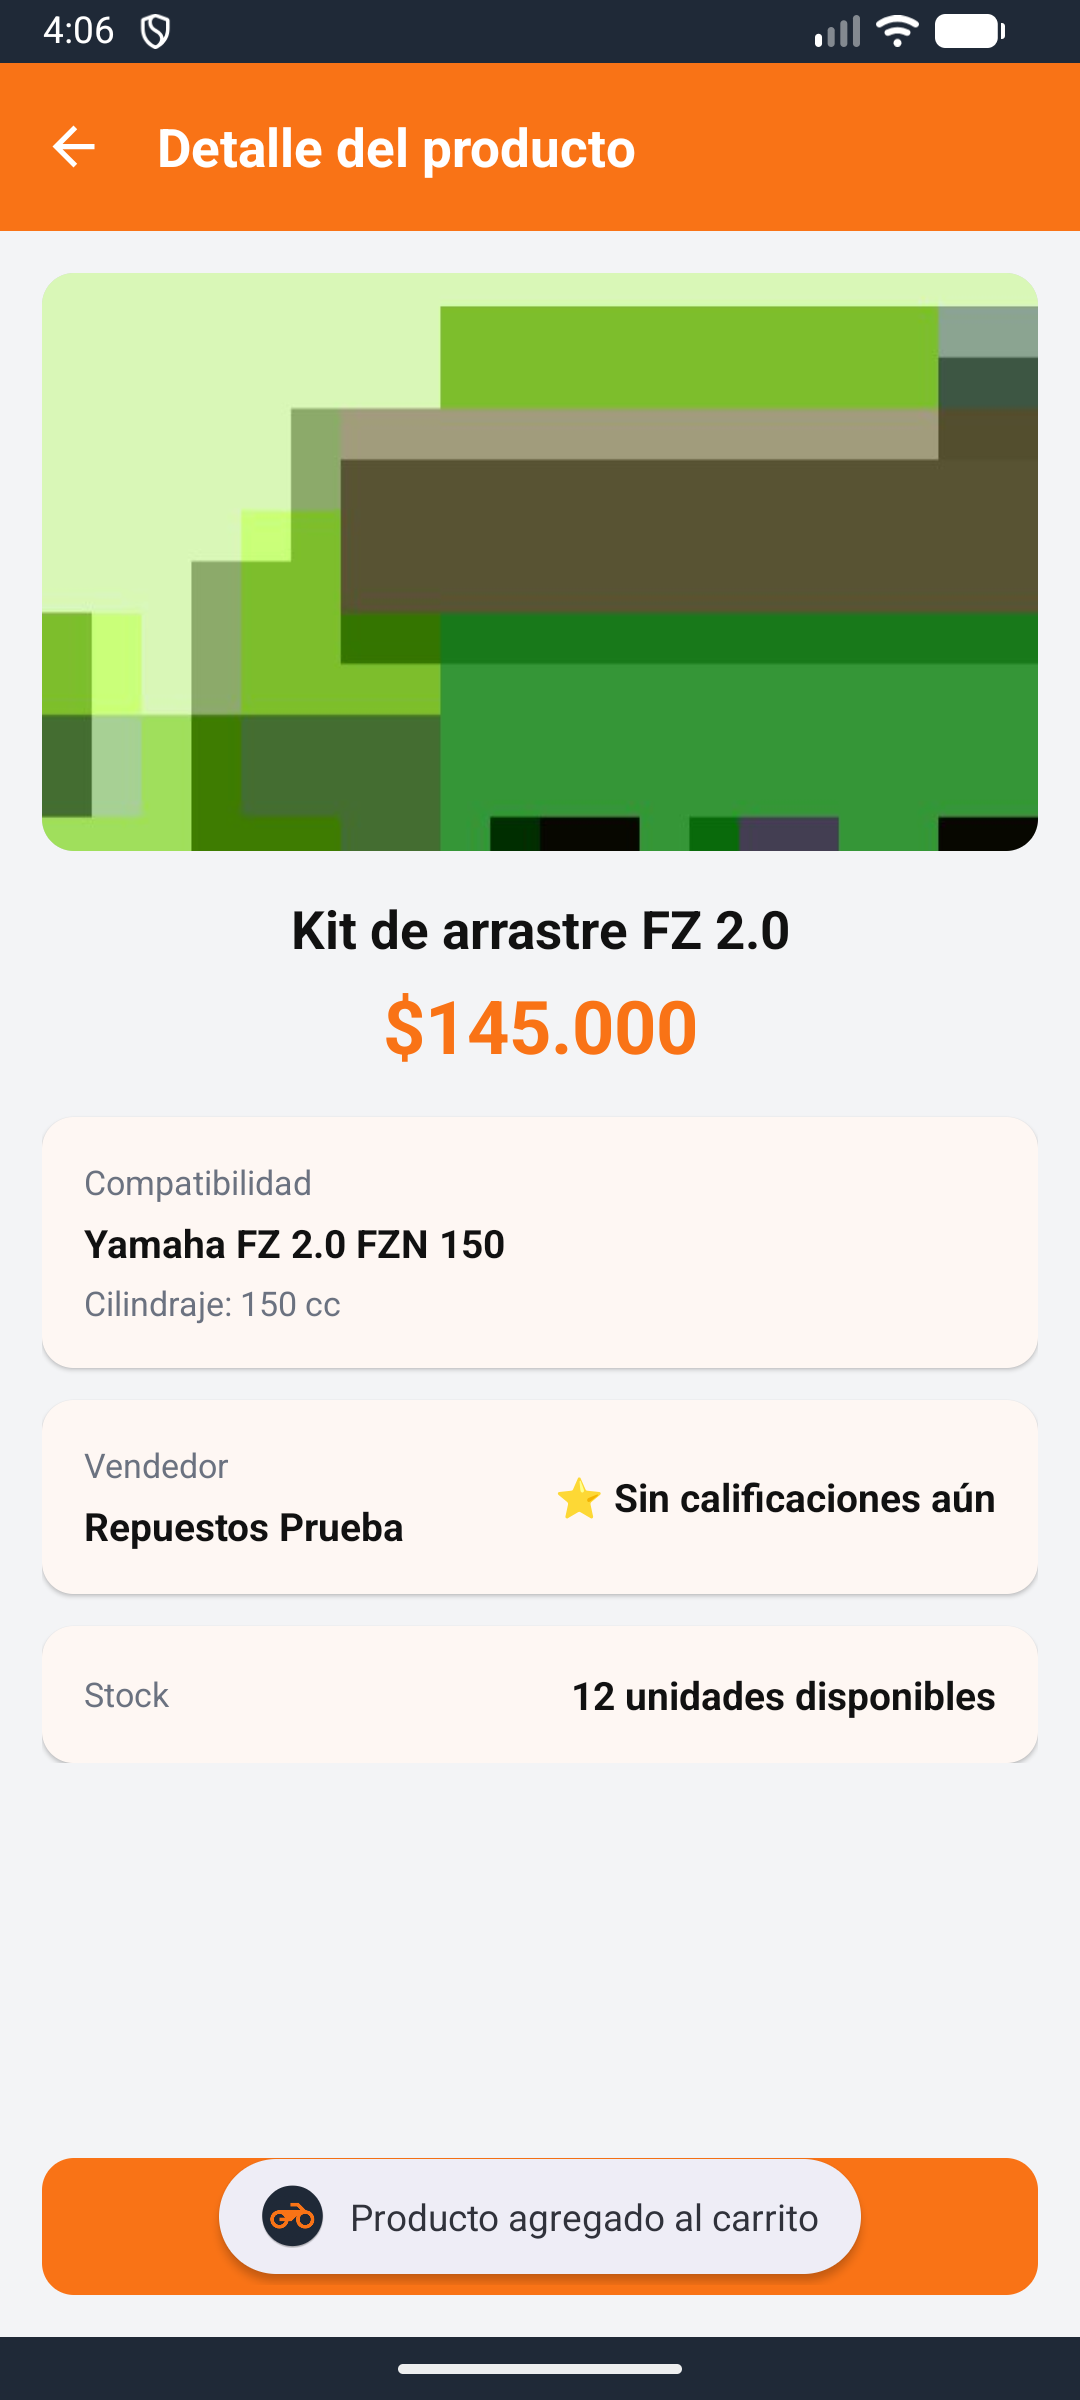 4:06
Detalle del producto
Kit de arrastre FZ 2.0
$145.000
Compatibilidad
Yamaha FZ 2.0 FZN 150
Cilindraje: 150 cc
Vendedor
Repuestos Prueba
⭐ Sin calificaciones aún
Stock
12 unidades disponibles
Producto agregado al carrito